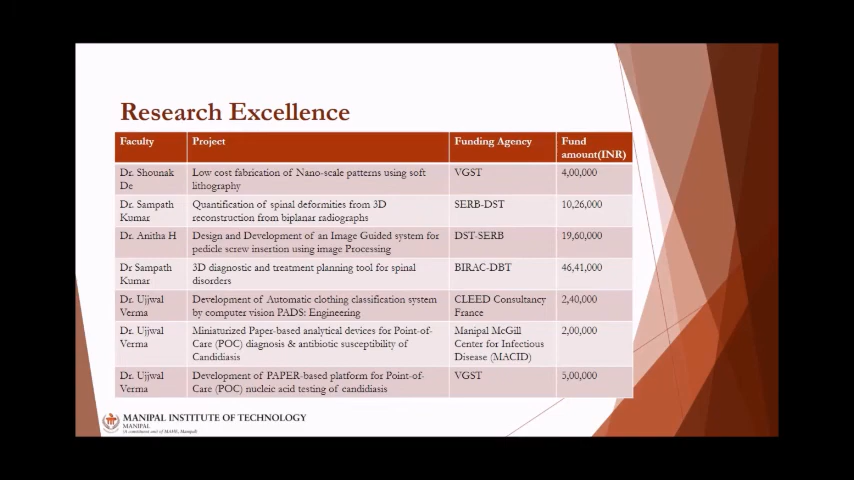 Research Excellence
Faculty Project Funding Agency Fund
amount(INR)
Dr. Shounak Low cost fabrication of Nano-scale patterns using soft VGST 4,00,000
De lithography
Dr. Sampath Quantification of spinal deformities from 3D SERB-DST 10,26,000
Kumar reconstruction from biplanar radiographs
Dr. Anitha H Design and Development of an Image Guided system for DST-SERB 19,60,000
pedicle screw insertion using image Processing
Dr Sampath 3D diagnostic and treatment planning tool for spinal BIRAC-DBT 46,41,000
Kumar disorders
Dr. Ujjwal Development of Automatic clothing classification system CLEED Consultancy 2,40,000
Verma by computer vision PADS: Engineering France
Dr. Ujjwal Miniaturized Paper-based analytical devices for Point-of- Manipal McGill 2,00,000
Verma Care (POC) diagnosis & antibiotic susceptibility of Center for Infectious
Candidiasis Disease (MACID)
Dr. Ujjwal Development of PAPER-based platform for Point-of- VGST 5,00,000
Verma Care (POC) nucleic acid testing of candidiasis
MANIPAL INSTITUTE OF TECHNOLOGY
MANIPAL
(A constituent unit of MAHE, Manipal)